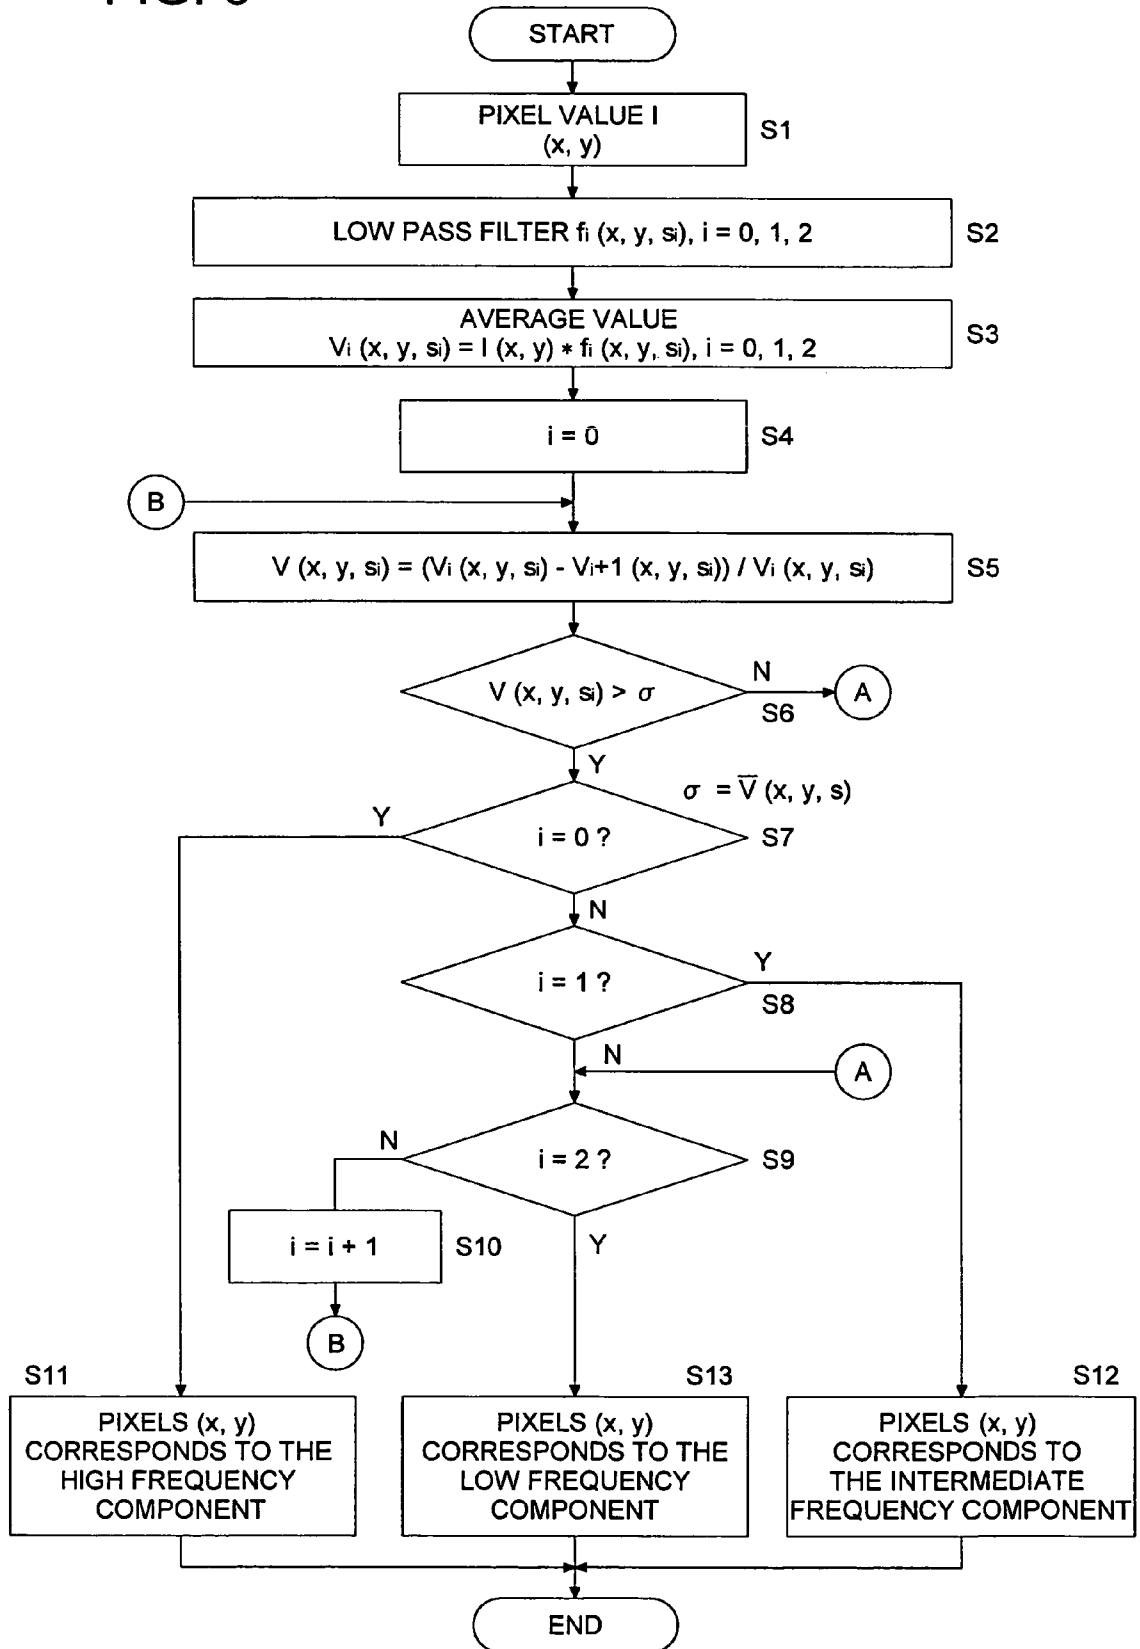 START
PIXEL VALUE I
(x, y)
S1
LOW PASS FILTER fi (x, y, si), i = 0, 1, 2
S2
AVERAGE VALUE
Vi (x, y, si) = I (x, y) * fi (x, y, si), i = 0, 1, 2
S3
i = 0
S4
B
V (x, y, si) = (Vi (x, y, si) - Vi+1 (x, y, si)) / Vi (x, y, si)
S5
V (x, y, si) > σ
N
S6
A
Y
σ = V̅ (x, y, s)
Y
i = 0 ?
S7
N
i = 1 ?
Y
S8
N
A
N
i = 2 ?
S9
i = i + 1
S10
Y
B
S11
S13
S12
PIXELS (x, y)
CORRESPONDS TO THE
HIGH FREQUENCY
COMPONENT
PIXELS (x, y)
CORRESPONDS TO THE
LOW FREQUENCY
COMPONENT
PIXELS (x, y)
CORRESPONDS TO
THE INTERMEDIATE
FREQUENCY COMPONENT
END